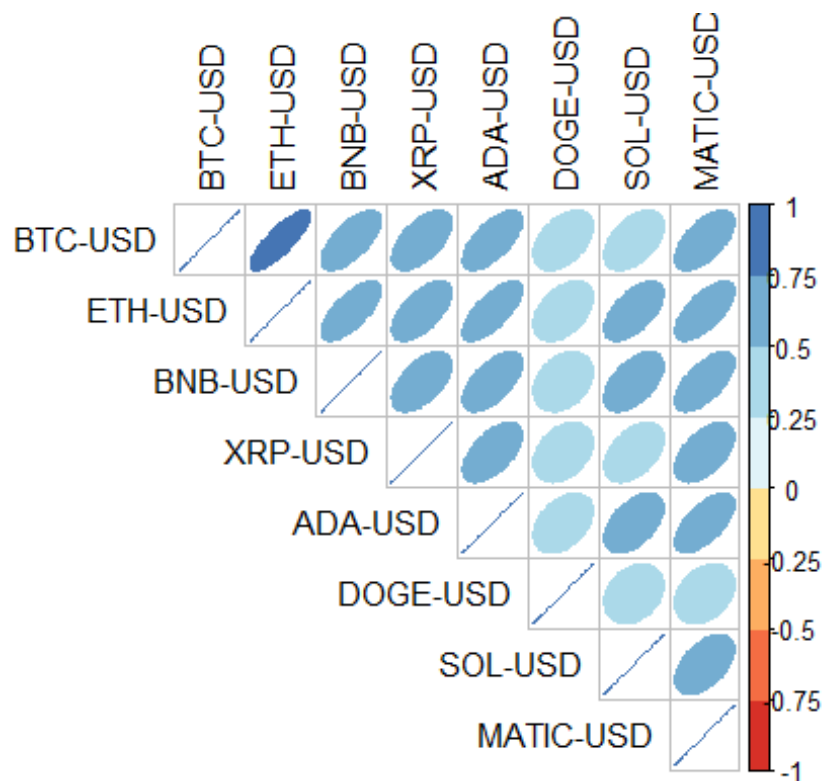 BTC-USD
ETH-USD
BNB-USD
XRP-USD
ADA-USD
DOGE-USD
SOL-USD
MATIC-USD
BTC-USD
ETH-USD
BNB-USD
XRP-USD
ADA-USD
DOGE-USD
SOL-USD
MATIC-USD
1
0.75
0.5
0.25
0
-0.25
-0.5
-0.75
-1